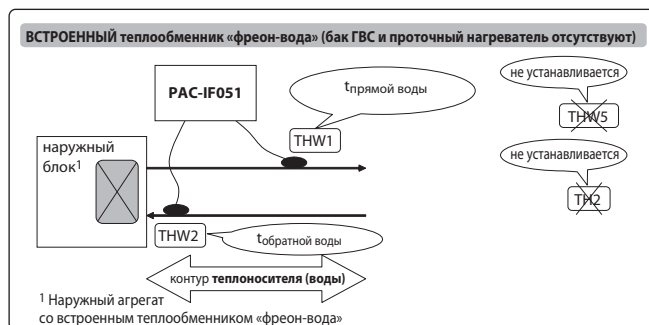 ВСТРОЕННЫЙ теплообменник «фреон-вода» (бак ГВС и проточный нагреватель отсутствуют)
PAC-IF051
tпрямой воды
не устанавливается
THW5
THW1
наружный
блок¹
не устанавливается
TH2
THW2
tобратной воды
контур теплоносителя (воды)
¹ Наружный агрегат
со встроенным теплообменником «фреон-вода»